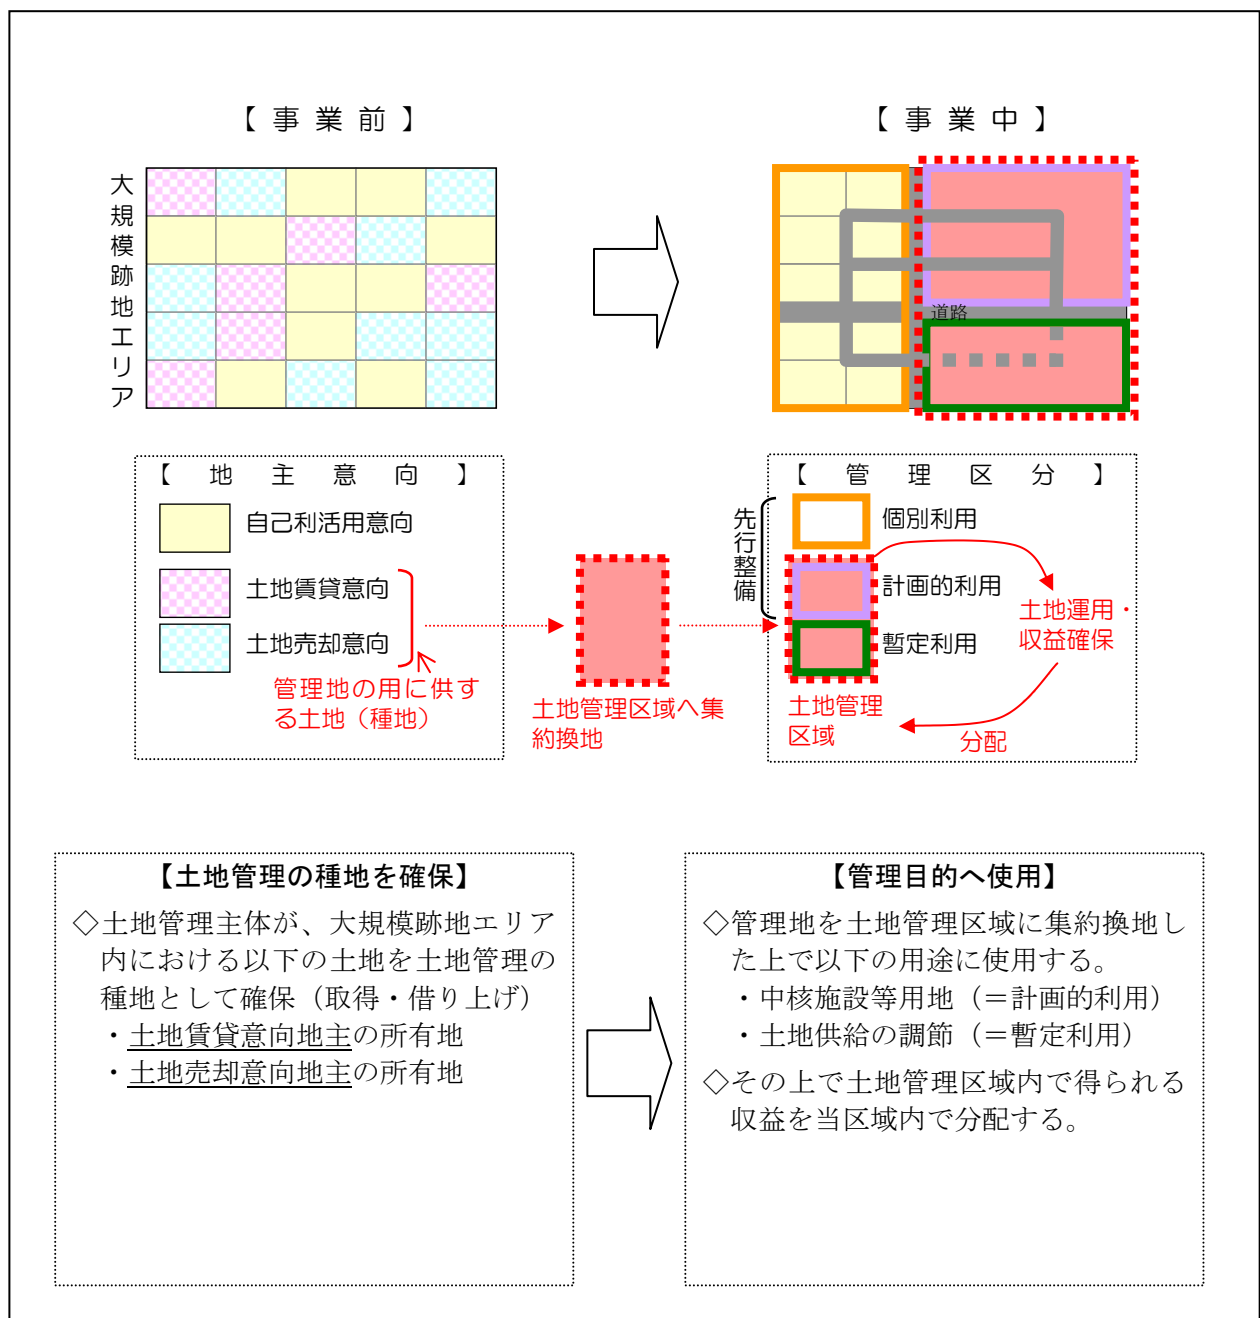 【事業前】
【事業中】
大規模跡地エリア
道路
【地主意向】
自己利活用意向
土地賃貸意向
土地売却意向
管理地の用に供す
る土地（種地）
土地管理区域へ集
約換地
【管理区分】
先行整備
個別利用
計画的利用
暫定利用
土地管理
区域
土地運用・
収益確保
分配
【土地管理の種地を確保】
◇土地管理主体が、大規模跡地エリア
内における以下の土地を土地管理の
種地として確保（取得・借り上げ）
・土地賃貸意向地主の所有地
・土地売却意向地主の所有地
【管理目的へ使用】
◇管理地を土地管理区域に集約換地し
た上で以下の用途に使用する。
・中核施設等用地（＝計画的利用）
・土地供給の調節（＝暫定利用）
◇その上で土地管理区域内で得られる
収益を当区域内で分配する。